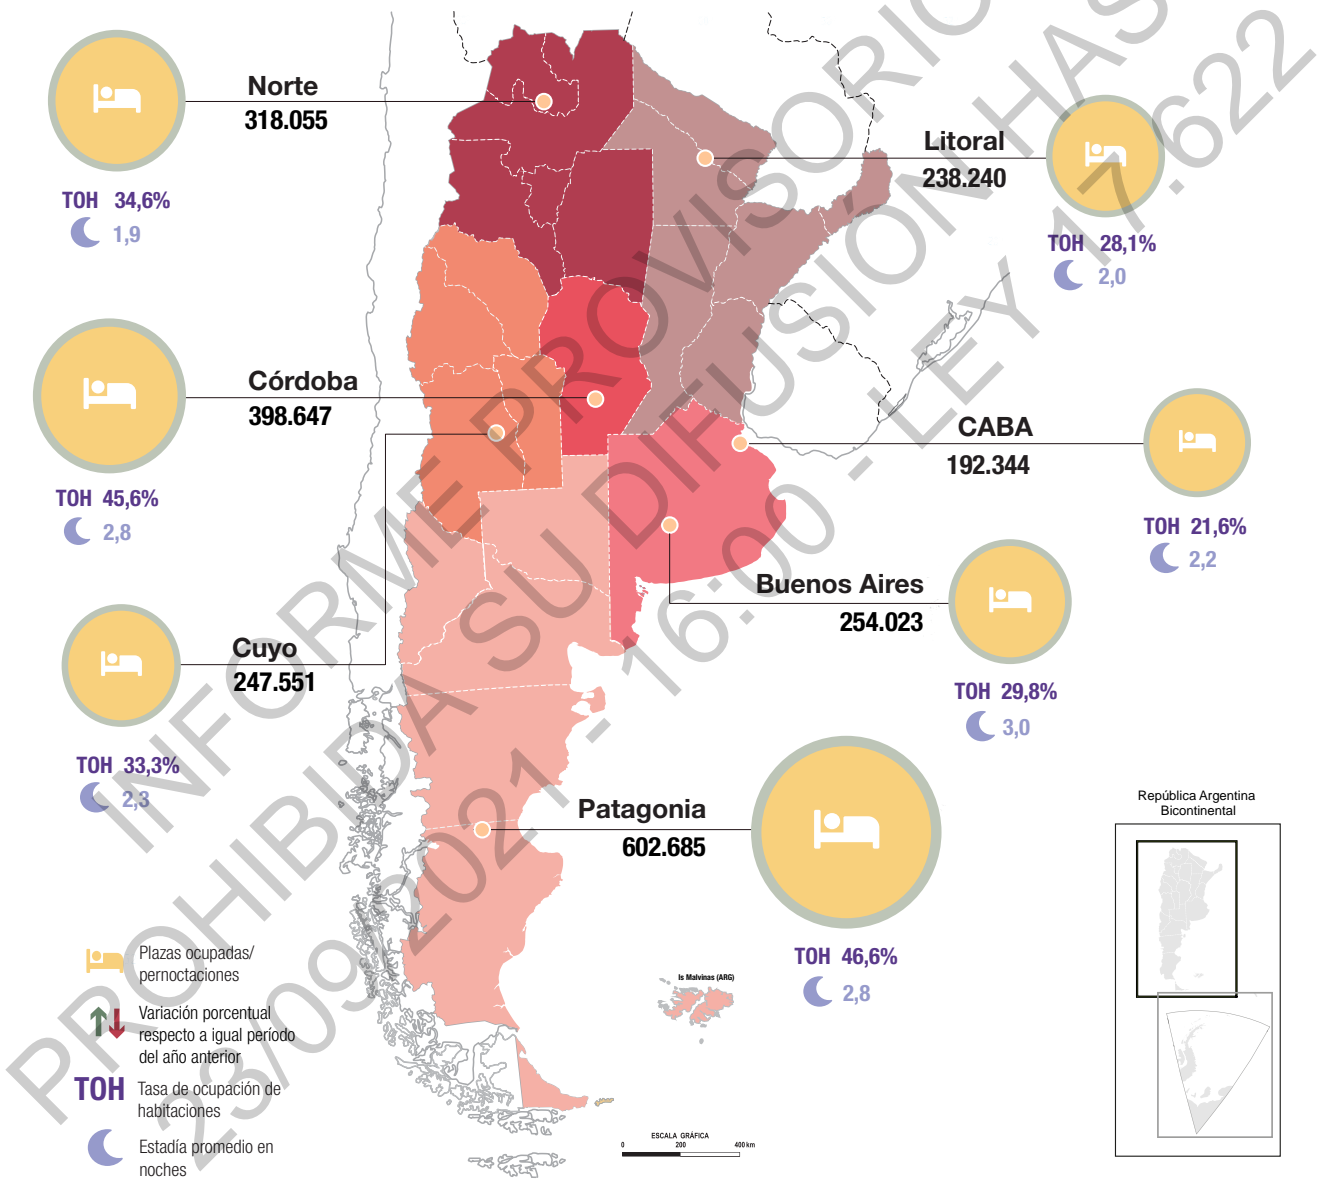 Norte
318.055
TOH 34,6%
1,9
Litoral
238.240
TOH 28,1%
2,0
Córdoba
398.647
TOH 45,6%
2,8
CABA
192.344
TOH 21,6%
2,2
Buenos Aires
254.023
TOH 29,8%
3,0
Cuyo
247.551
TOH 33,3%
2,3
Patagonia
602.685
TOH 46,6%
2,8
República Argentina
Bicontinental
Is Malvinas (ARG)
Plazas ocupadas/
pernoctaciones
Variación porcentual
respecto a igual período
del año anterior
TOH Tasa de ocupación de
habitaciones
Estadía promedio en
noches
ESCALA GRÁFICA
0 200 400 km
INFORME PROVISORIO
PROHIBIDA SU DIFUSIÓN HAS
23/09/2021 - 16:00 - LEY 17.622